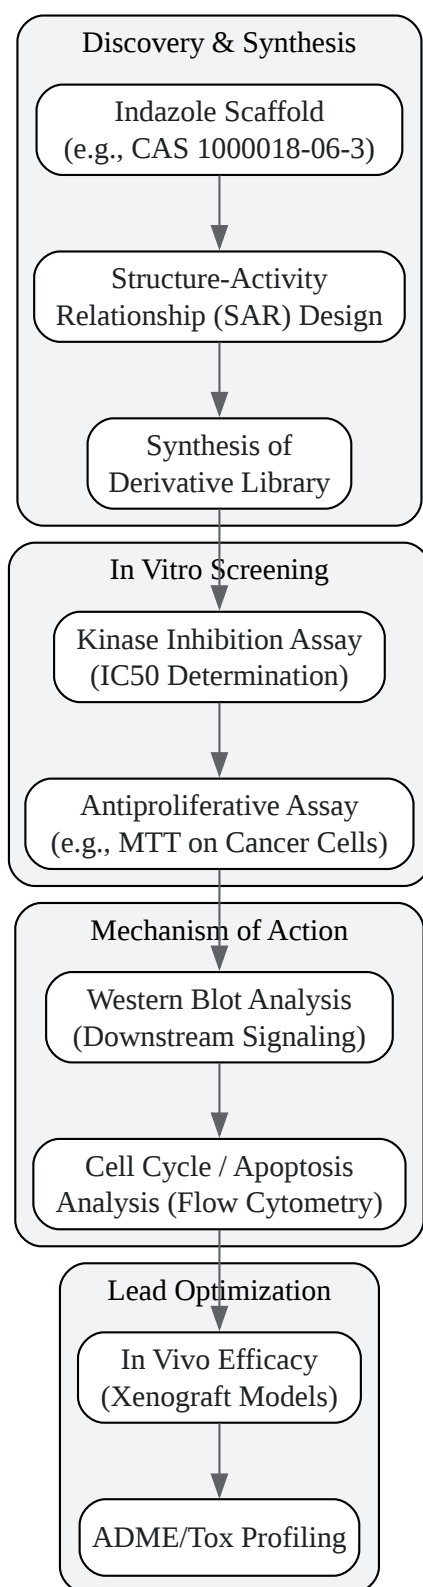 Discovery & Synthesis
Indazole Scaffold
(e.g., CAS 1000018-06-3)
Structure-Activity
Relationship (SAR) Design
Synthesis of
Derivative Library
In Vitro Screening
Kinase Inhibition Assay
(IC50 Determination)
Antiproliferative Assay
(e.g., MTT on Cancer Cells)
Mechanism of Action
Western Blot Analysis
(Downstream Signaling)
Cell Cycle / Apoptosis
Analysis (Flow Cytometry)
Lead Optimization
In Vivo Efficacy
(Xenograft Models)
ADME/Tox Profiling